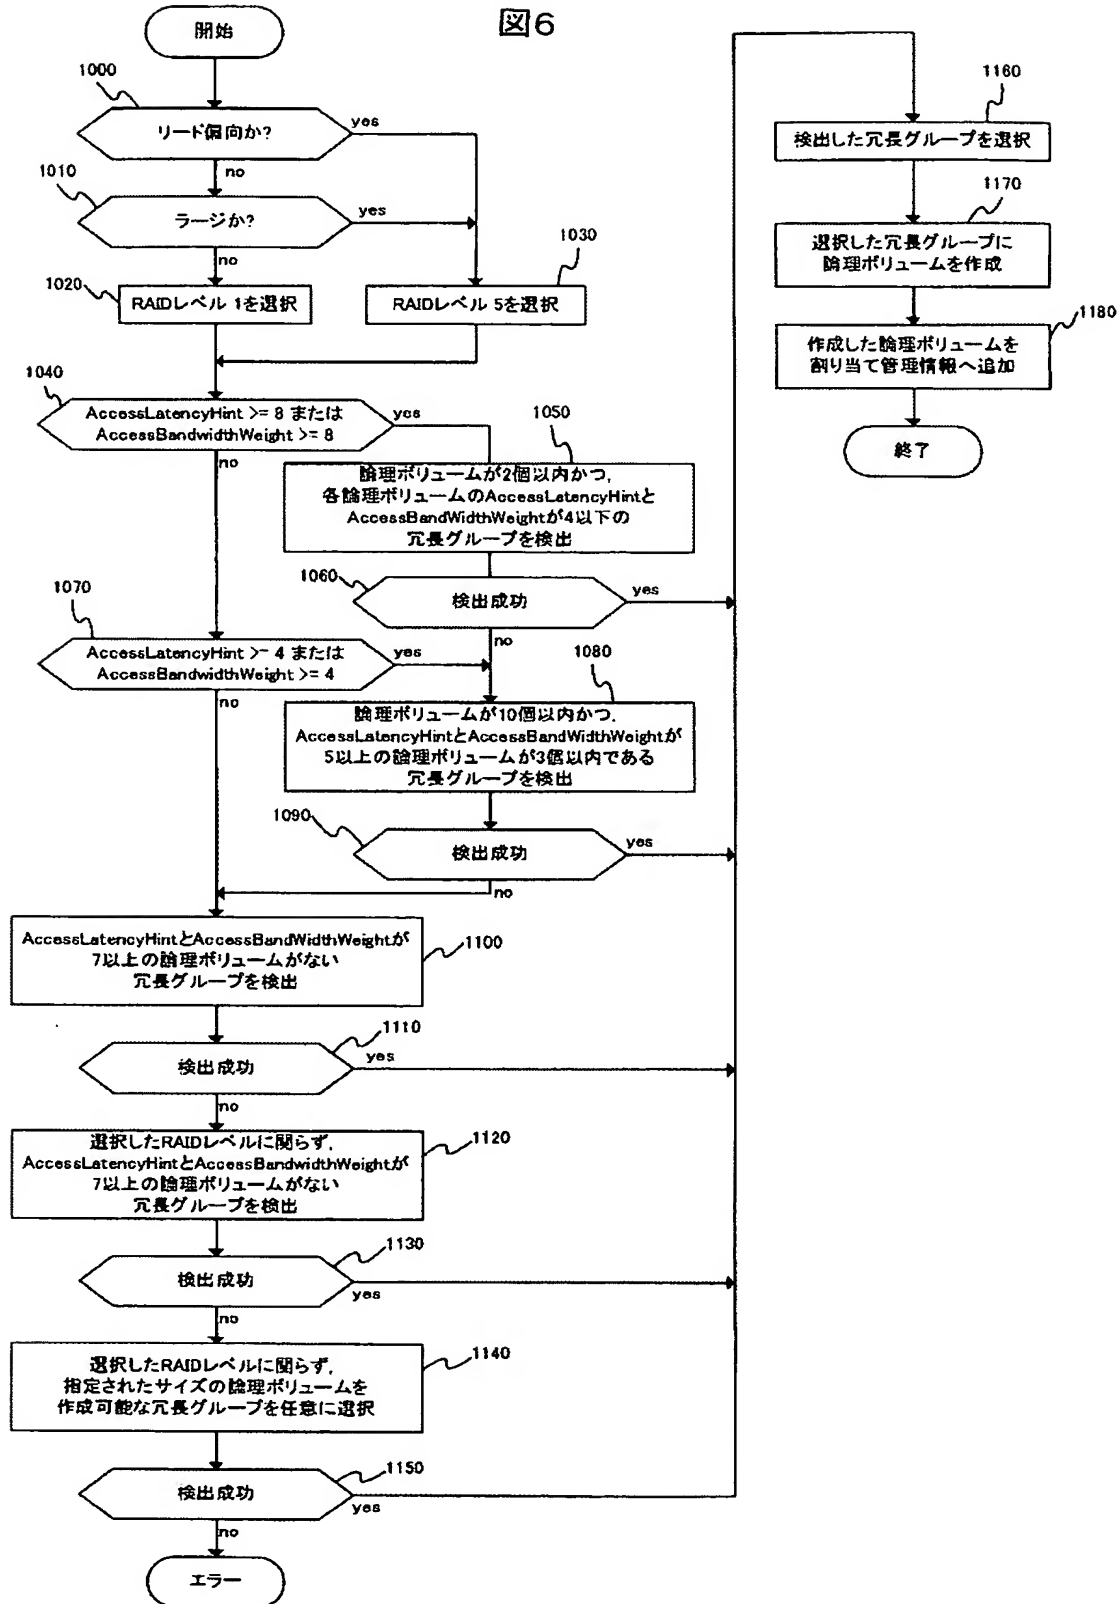 図6
開始
1000
リード偏向か?
yes
no
1010
ラージか?
yes
no
1020
RAIDレベル 1を選択
1030
RAIDレベル 5を選択
1040
AccessLatencyHint >= 8 または
AccessBandwidthWeight >= 8
yes
no
1050
論理ボリュームが2個以内かつ,
各論理ボリュームのAccessLatencyHintと
AccessBandWidthWeightが4以下の
冗長グループを検出
1060
検出成功
yes
no
1070
AccessLatencyHint >= 4 または
AccessBandwidthWeight >= 4
yes
no
1080
論理ボリュームが10個以内かつ,
AccessLatencyHintとAccessBandWidthWeightが
5以上の論理ボリュームが3個以内である
冗長グループを検出
1090
検出成功
yes
no
1100
AccessLatencyHintとAccessBandWidthWeightが
7以上の論理ボリュームがない
冗長グループを検出
1110
検出成功
yes
no
1120
選択したRAIDレベルに関らず,
AccessLatencyHintとAccessBandwidthWeightが
7以上の論理ボリュームがない
冗長グループを検出
1130
検出成功
yes
no
1140
選択したRAIDレベルに関らず,
指定されたサイズの論理ボリュームを
作成可能な冗長グループを任意に選択
1150
検出成功
yes
no
エラー
1160
検出した冗長グループを選択
1170
選択した冗長グループに
論理ボリュームを作成
1180
作成した論理ボリュームを
割り当て管理情報へ追加
終了